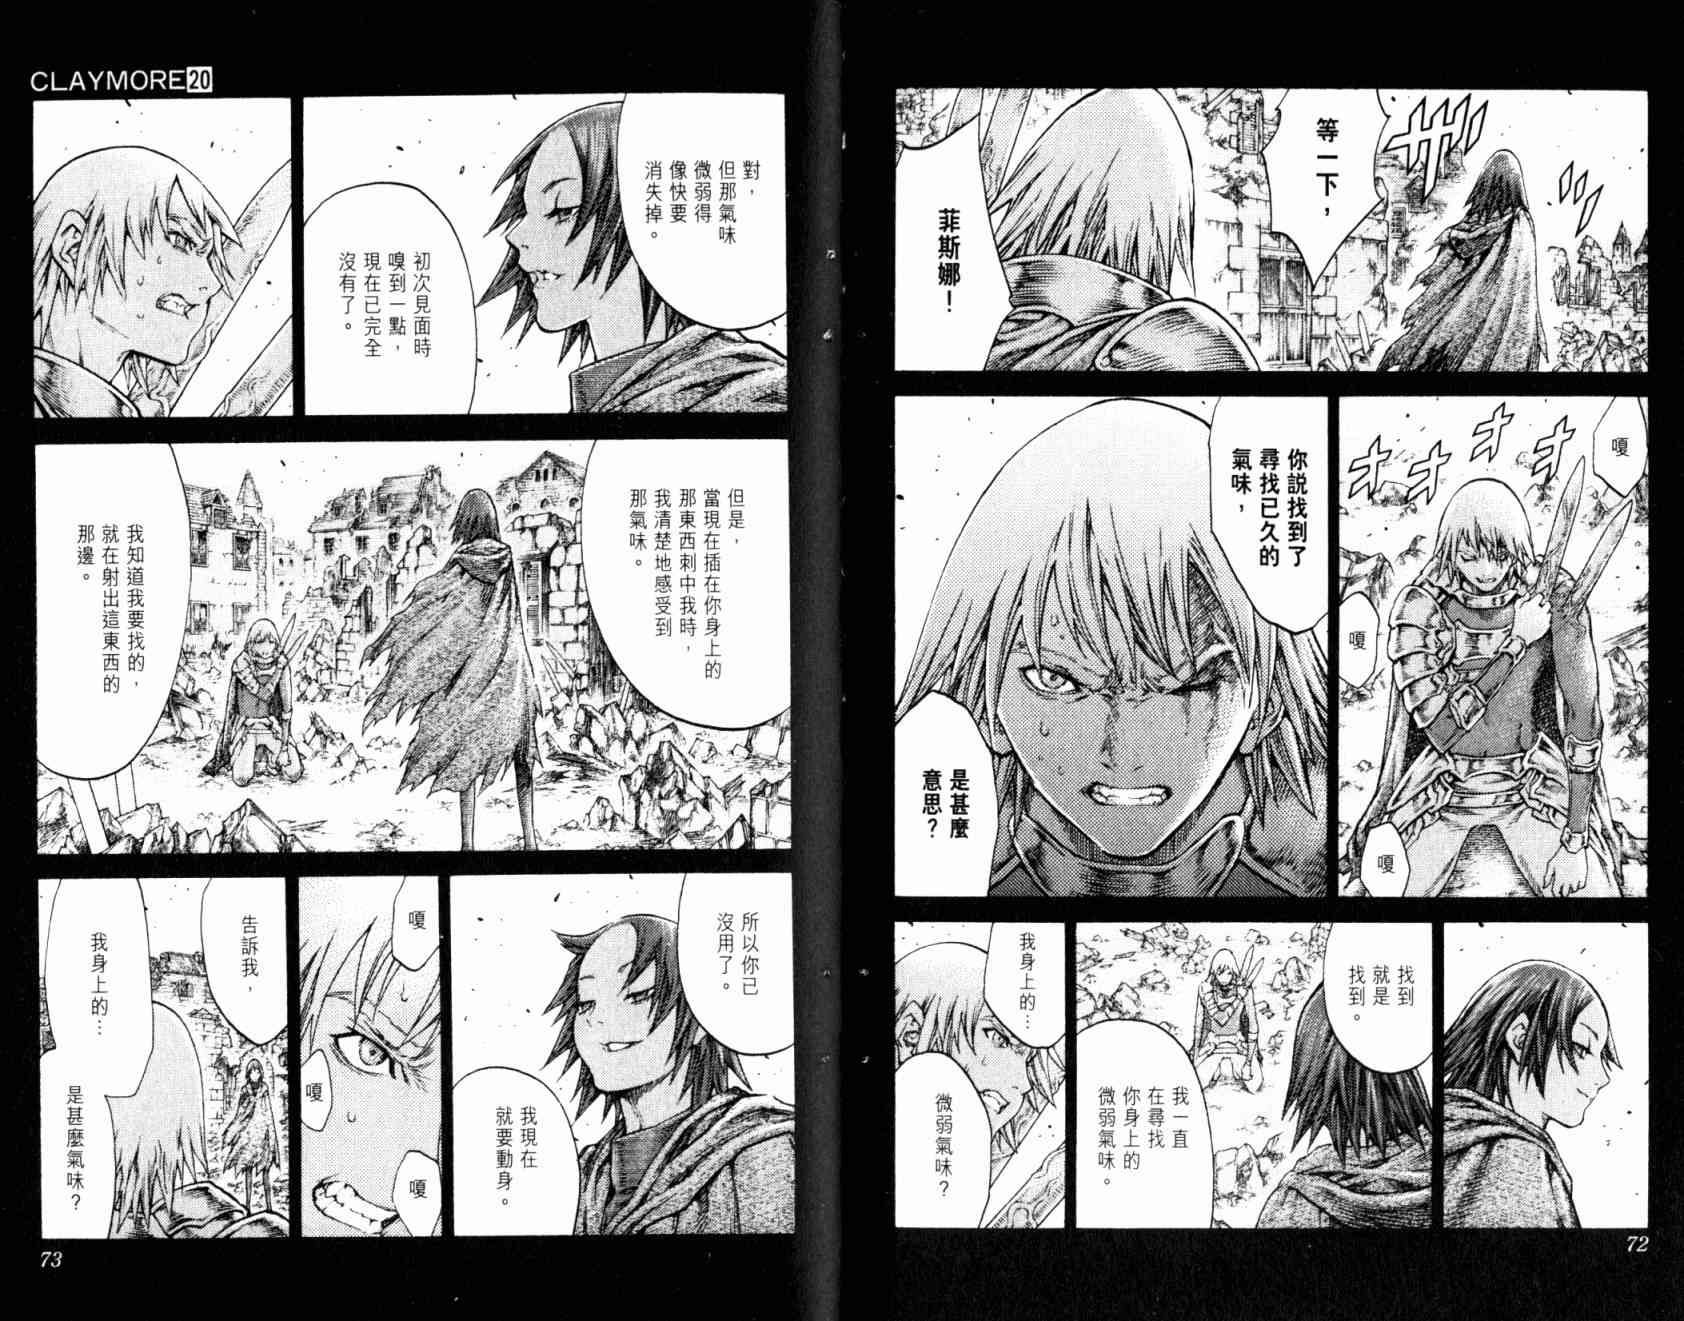 等一下，
菲斯娜！
嗄
嗄
嗄
你說找到了
尋找已久的
氣味，
是甚麼
意思？
找到
就是
找到。
我一直
在尋找
你身上的
微弱氣味。
我身上的…
微弱氣味？
72
CLAYMORE 20
對，
但那氣味
微弱得
像快要
消失掉。
初次見面時
嗅到一點，
現在已完全
沒有了。
但是，
當現在插在你身上的
那東西刺中我時，
我清楚地感受到
那氣味。
我知道我要找的，
就在射出這東西的
那邊。
所以你已
沒用了。
我現在
就要動身。
嗄
嗄
嗄
告訴我，
我身上的…
是甚麼氣味？
73